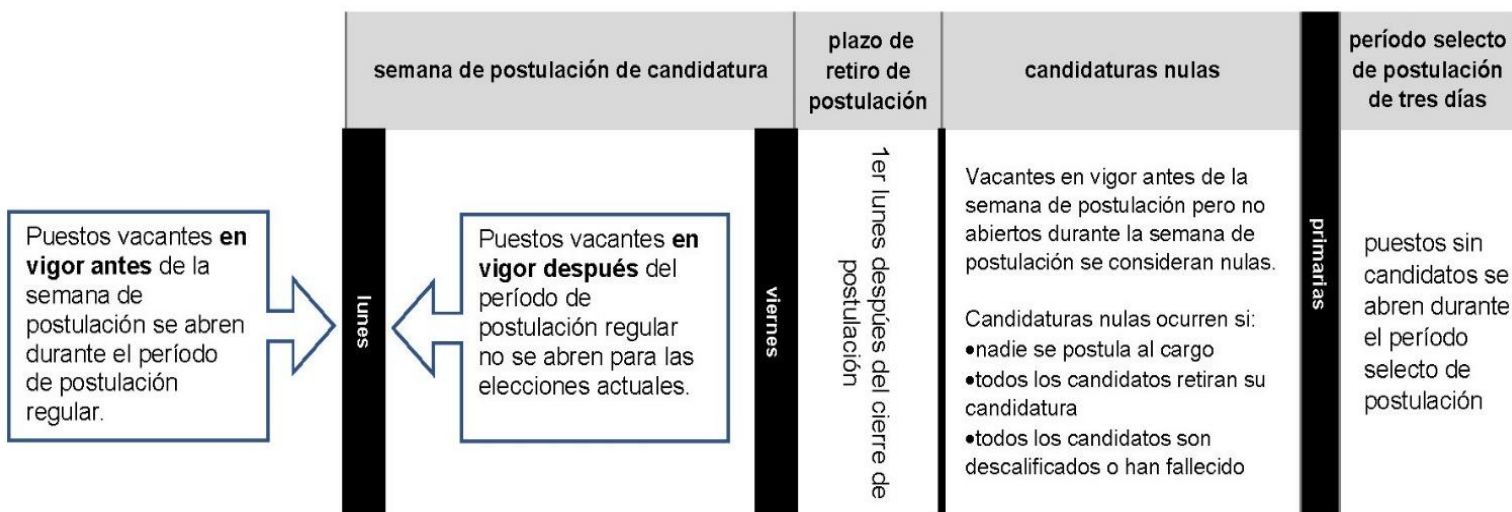 semana de postulación de candidatura
plazo de
retiro de
postulación
candidaturas nulas
período selecto
de postulación
de tres días
Puestos vacantes en
vigor antes de la
semana de
postulación se abren
durante el período
de postulación
regular.
lunes
Puestos vacantes en
vigor después del
período de
postulación regular
no se abren para las
elecciones actuales.
viernes
1er lunes despúes del cierre de
postulación
Vacantes en vigor antes de la
semana de postulación pero no
abiertos durante la semana de
postulación se consideran nulas.
Candidaturas nulas ocurren si:
•nadie se postula al cargo
•todos los candidatos retiran su
candidatura
•todos los candidatos son
descalificados o han fallecido
primarias
puestos sin
candidatos se
abren durante
el período
selecto de
postulación